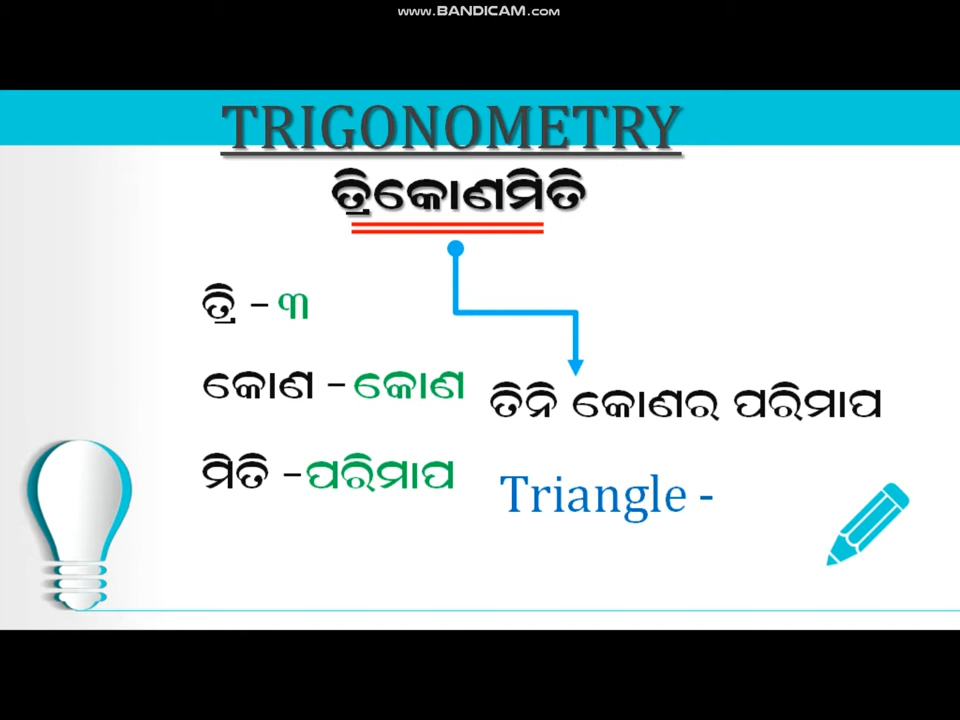 www.BANDICAM.com
TRIGONOMETRY
ତ୍ରିକୋଣମିତି
ତ୍ରି - ୩
କୋଣ - କୋଣ
ତିନି କୋଣର ପରିମାପ
ମିତି -ପରିମାପ
Triangle -